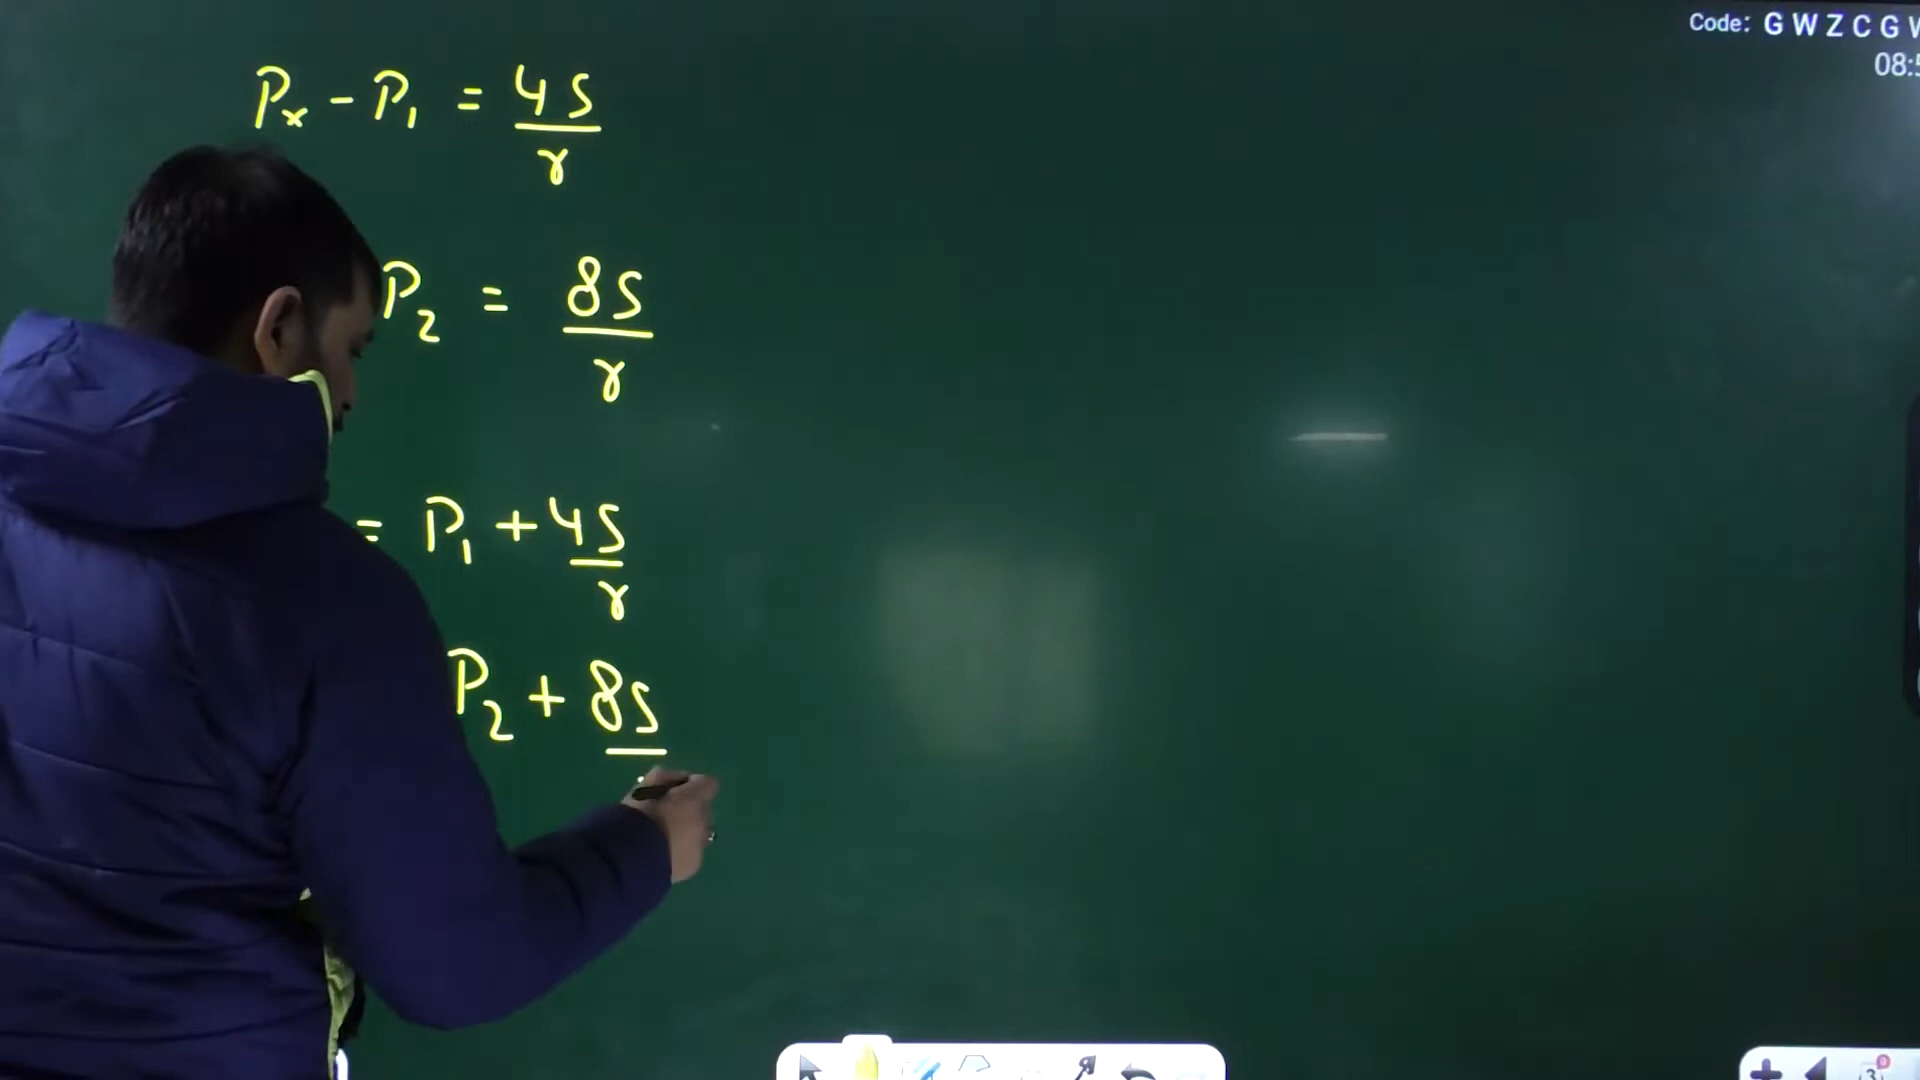 Code: G W Z C G
08:
Px - P1 = 4S
r
P2 = 8S
r
= P1 + 4S
r
P2 + 8S